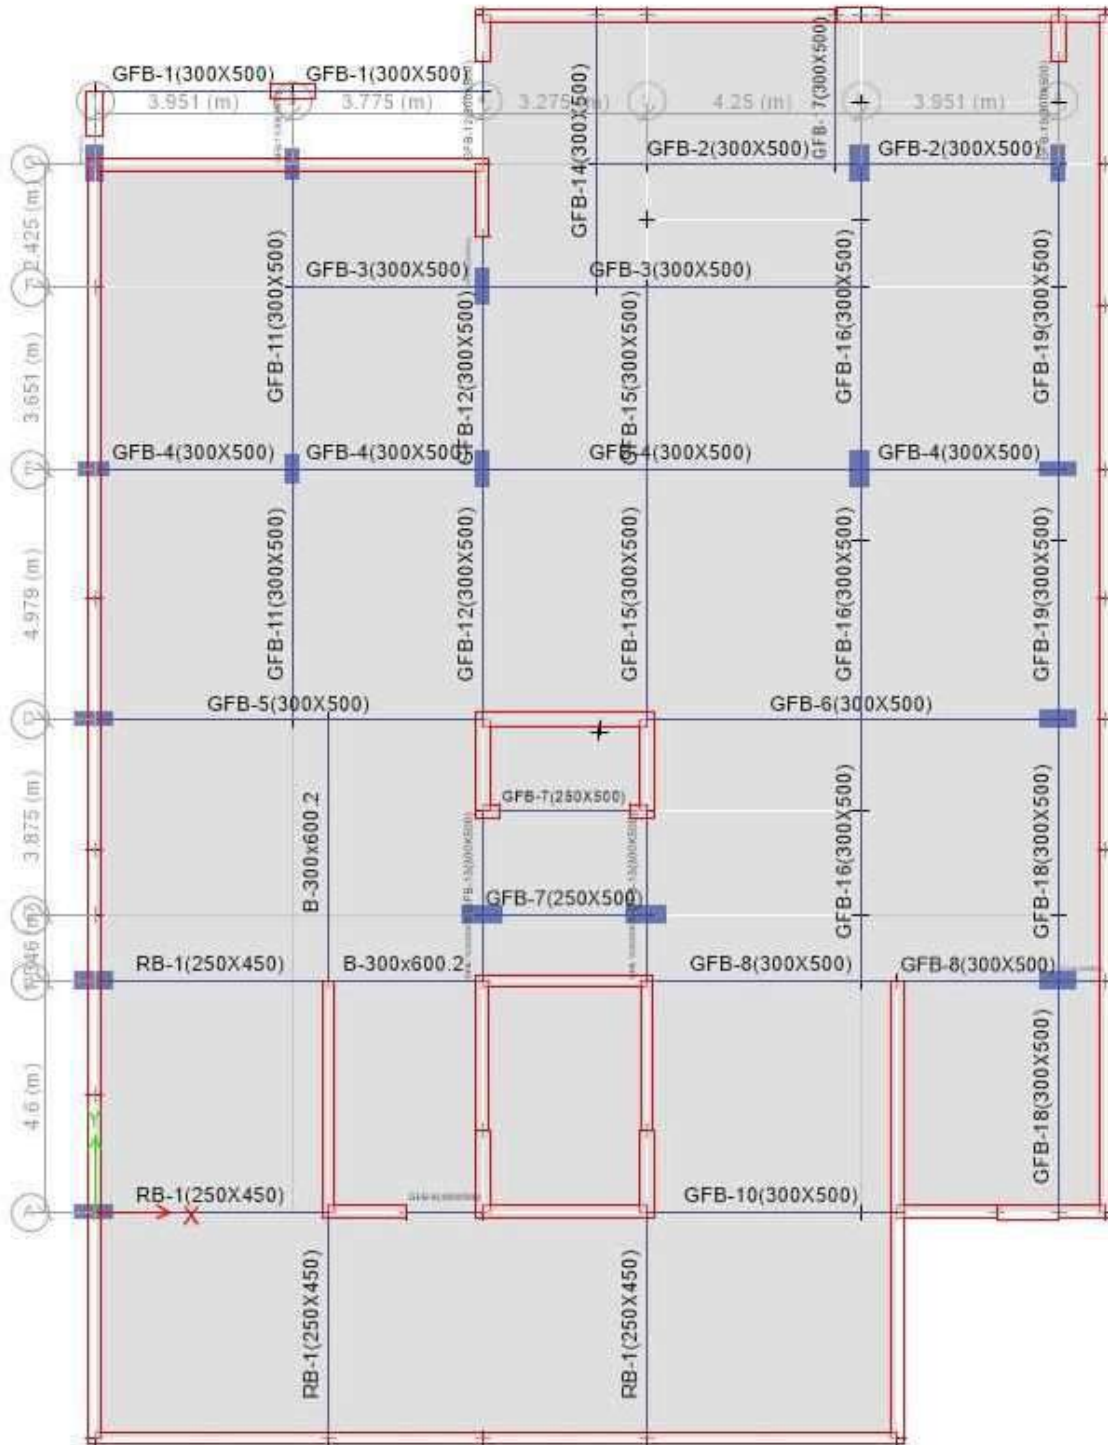 GFB-1(300X500)
GFB-1(300X500)
3.951 (m)
3.775 (m)
4.25 (m)
3.951 (m)
GFB-14(300X500)
GFB-2(300X500)
GFB-2(300X500)
2.425 (m)
GFB-3(300X500)
GFB-3(300X500)
GFB-11(300X500)
GFB-12(300X500)
GFB-15(300X500)
GFB-16(300X500)
GFB-19(300X500)
3.651 (m)
GFB-4(300X500)
GFB-4(300X500)
GFB-4(300X500)
GFB-4(300X500)
4.979 (m)
GFB-11(300X500)
GFB-12(300X500)
GFB-15(300X500)
GFB-16(300X500)
GFB-19(300X500)
GFB-5(300X500)
GFB-6(300X500)
3.875 (m)
B-300x600.2
GFB-7(250X500)
GFB-16(300X500)
GFB-18(300X500)
GFB-7(250X500)
RB-1(250X450)
B-300x600.2
GFB-8(300X500)
GFB-8(300X500)
4.6 (m)
GFB-18(300X500)
Y
RB-1(250X450)
GFB-10(300X500)
X
RB-1(250X450)
RB-1(250X450)